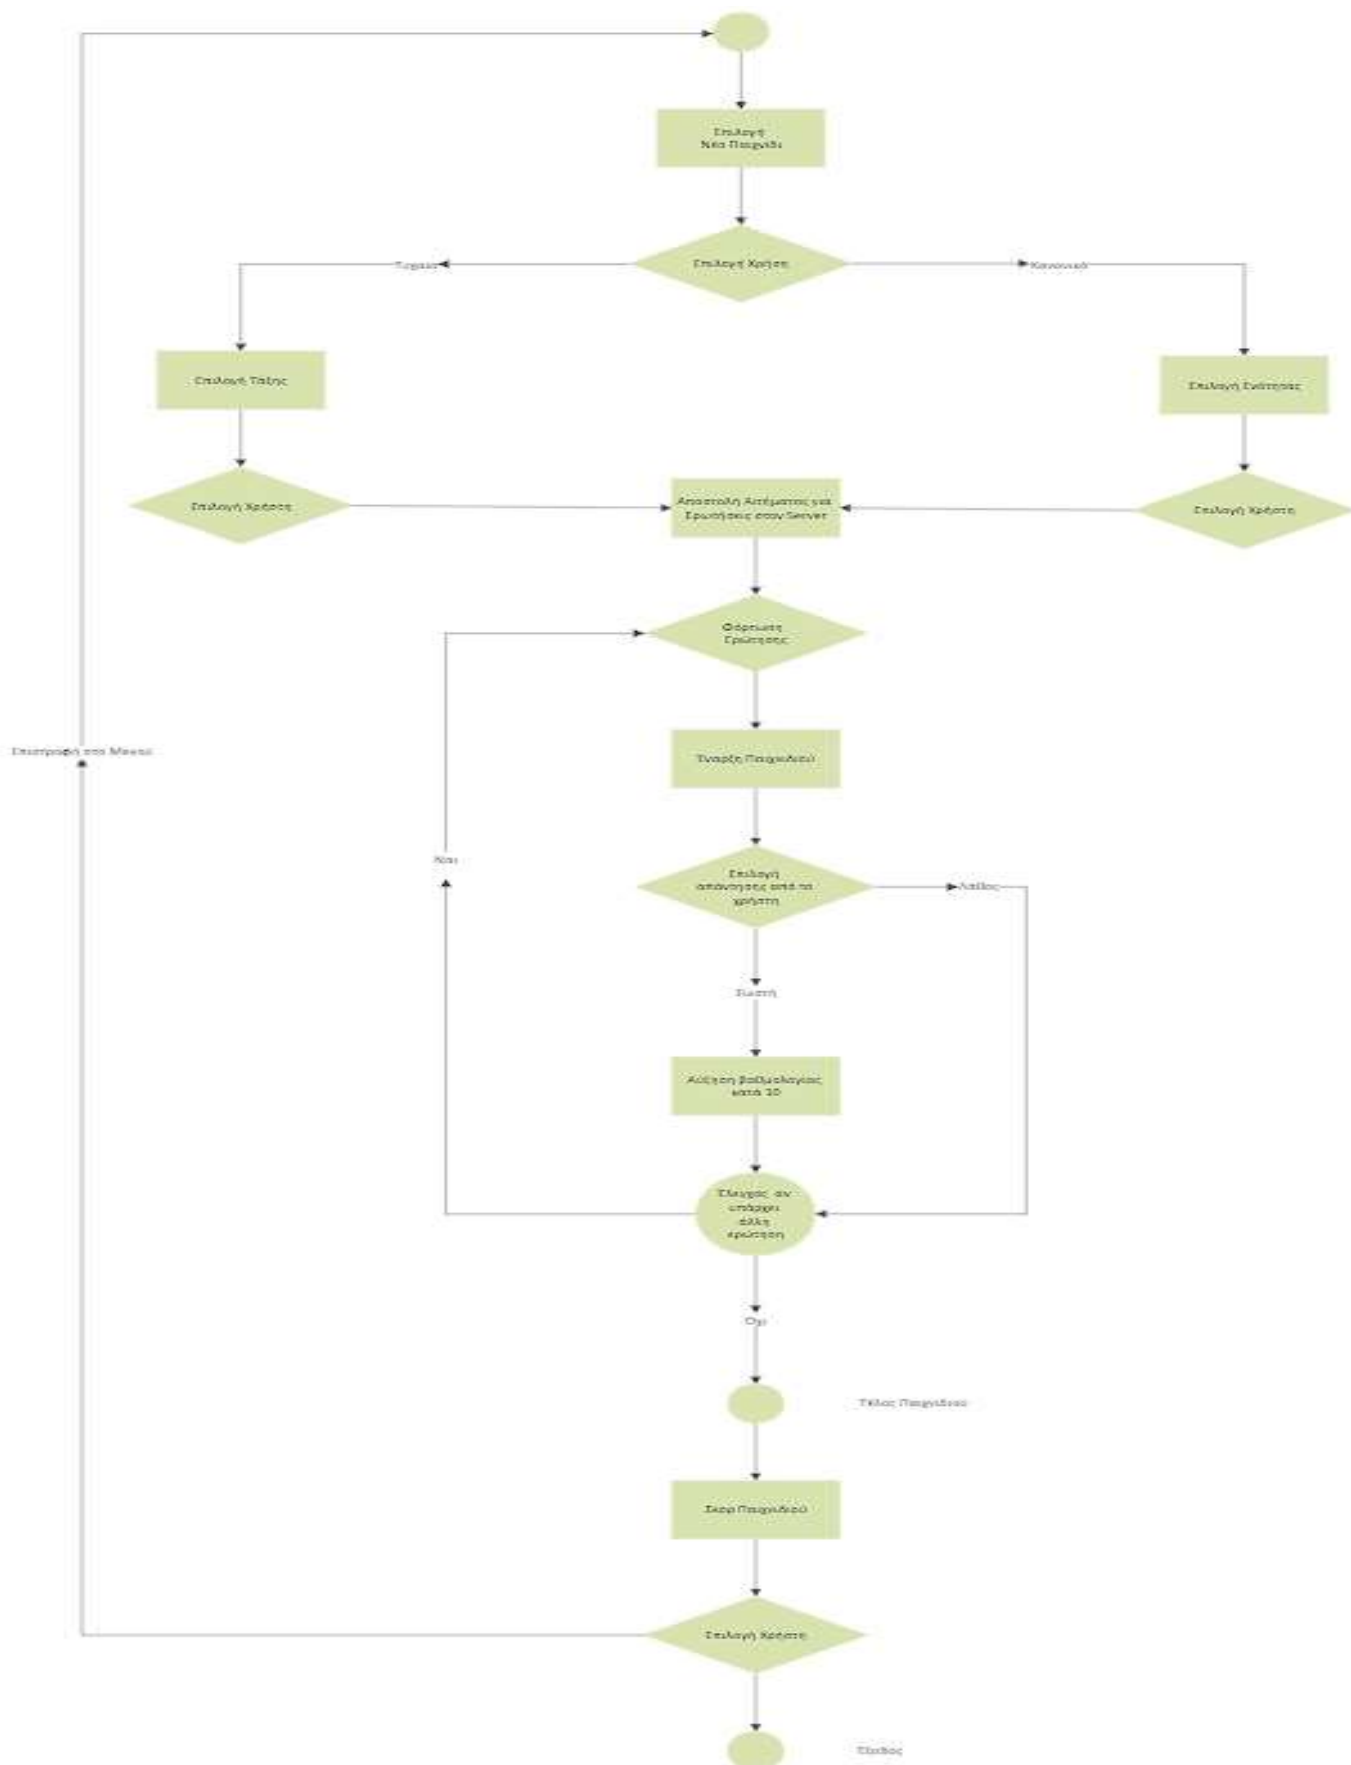 Επιλογή
Νέο Παιχνίδι
Επιλογή Χρήση
Τυχαίο
Κανονικό
Επιλογή Τάξης
Επιλογή Ενότητας
Επιλογή Χρήστη
Αποστολή Αιτήματος για
Ερωτήσεις στον Server
Επιλογή Χρήστη
Φόρτωση
Ερώτησης
Επιστροφή στο Μενού
Έναρξη Παιχνιδιού
Ναι
Επιλογή
απάντησης από το
χρήστη
Λάθος
Σωστή
Αύξηση βαθμολογίας
κατά 10
Έλεγχος αν
υπάρχει
άλλη
ερώτηση
Όχι
Τέλος Παιχνιδιού
Σκορ Παιχνιδιού
Επιλογή Χρήστη
Έξοδος